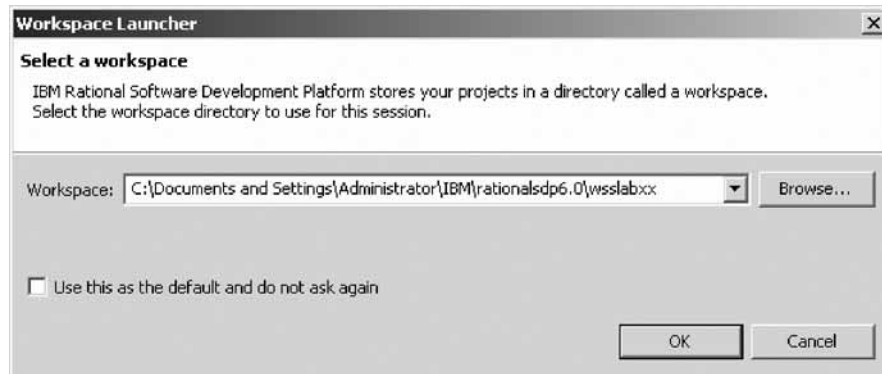 Workspace Launcher
Select a workspace
IBM Rational Software Development Platform stores your projects in a directory called a workspace.
Select the workspace directory to use for this session.
Workspace: C:\Documents and Settings\Administrator\IBM\rationalsdp6.0\wsslabxx Browse...
Use this as the default and do not ask again
OK Cancel